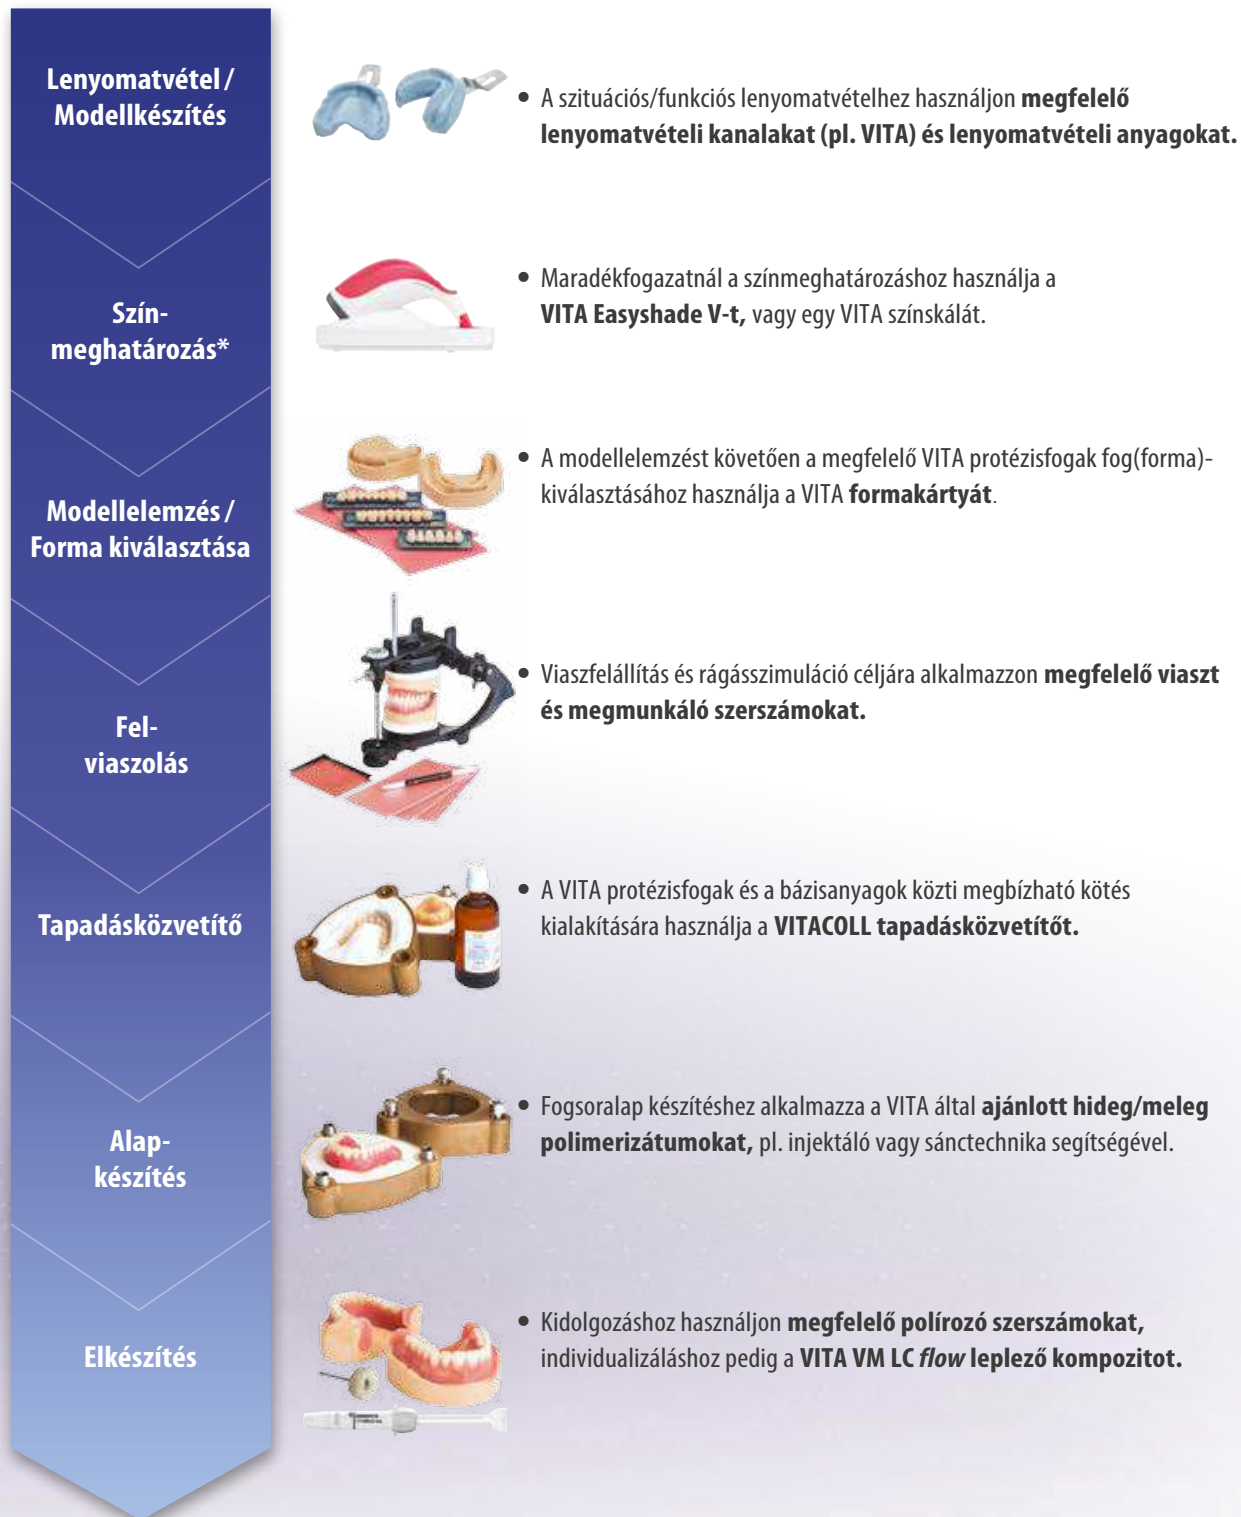 Lenyomatvétel /
Modellkészítés
• A szituációs/funkciós lenyomatvételhez használjon megfelelő
lenyomatvételi kanalakat (pl. VITA) és lenyomatvételi anyagokat.
Szín-
meghatározás*
• Maradékfogazatnál a színmeghatározáshoz használja a
VITA Easyshade V-t, vagy egy VITA színskálát.
Modellelemzés /
Forma kiválasztása
• A modellelemzést követően a megfelelő VITA protézisfogak fog(forma)-
kiválasztásához használja a VITA formakártyát.
Fel-
viaszolás
• Viaszfelállítás és rágásszimuláció céljára alkalmazzon megfelelő viaszt
és megmunkáló szerszámokat.
Tapadásközvetítő
• A VITA protézisfogak és a bázisanyagok közti megbízható kötés
kialakítására használja a VITACOLL tapadásközvetítőt.
Alap-
készítés
• Fogsoralap készítéshez alkalmazza a VITA által ajánlott hideg/meleg
polimerizátumokat, pl. injektáló vagy sánctechnika segítségével.
Elkészítés
• Kidolgozáshoz használjon megfelelő polírozó szerszámokat,
individualizáláshoz pedig a VITA VM LC flow leplező kompozitot.